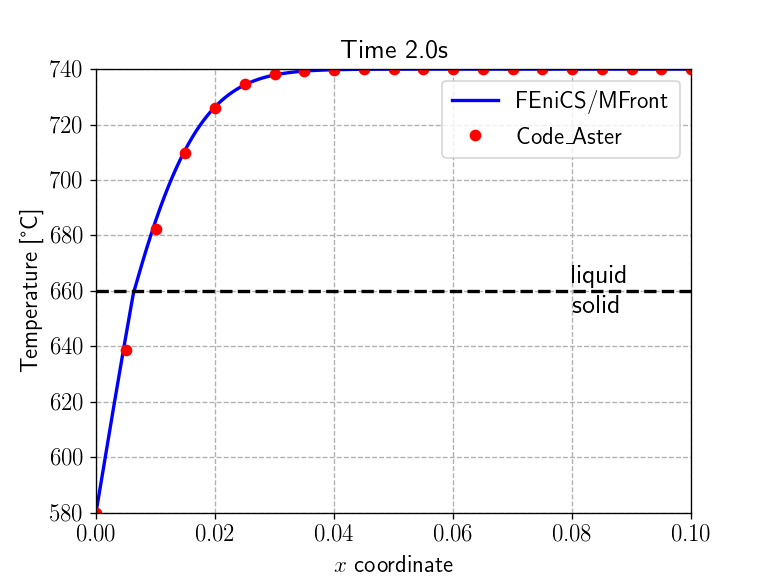 Time 2.0s
740
720
700
680
660
640
620
600
580
Temperature [°C]
FEniCS/MFront
Code_Aster
liquid
solid
0.00 0.02 0.04 0.06 0.08 0.10
x coordinate